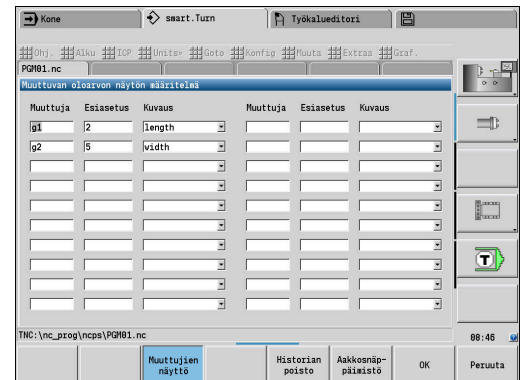 Kone smart.Turn Työkalueditori
Ohj. Alku ICP Units» Goto Konfig Muuta Extras Graf.
PGM01.nc
Muuttuvan oloarvon näytön määritelmä
Muuttuja Esiasetus Kuvaus Muuttuja Esiasetus Kuvaus
g1 2 length
g2 5 width
T
TNC:\nc_prog\ncps\PGM01.nc
08:46
Muuttujien näyttö Historian poisto Aakkosnäp- päimistö OK Peruuta